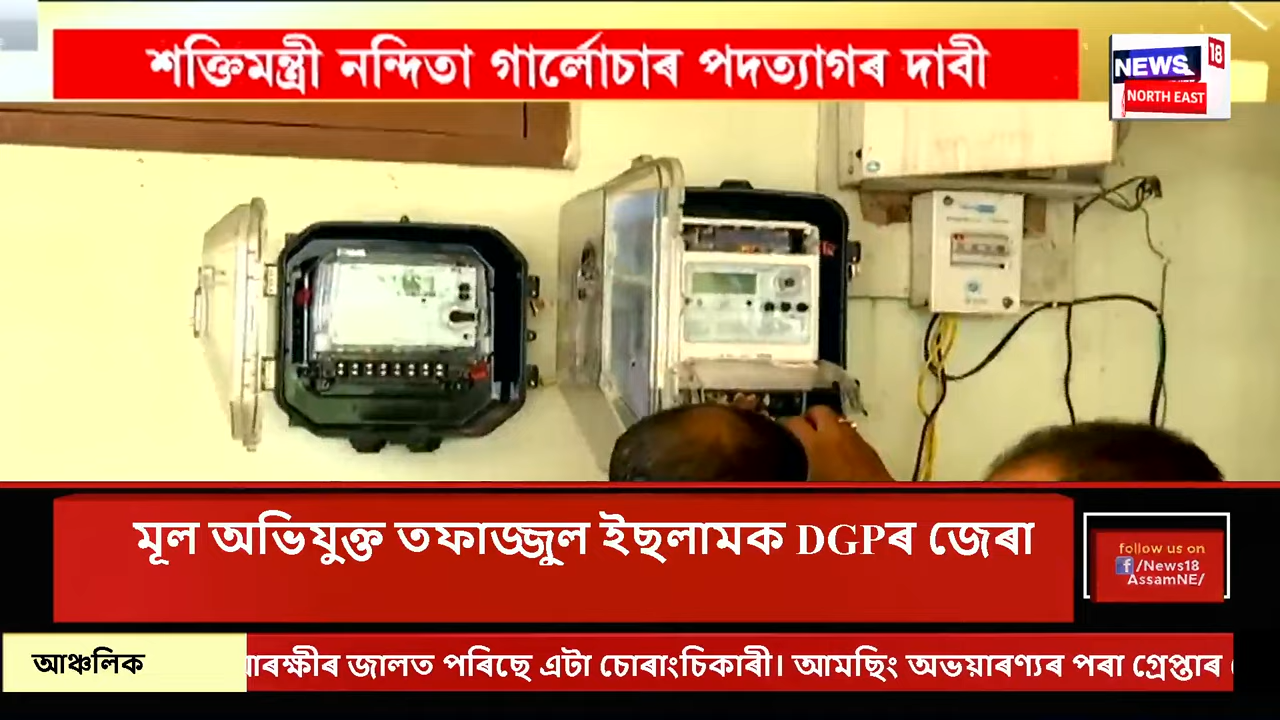 শক্তিমন্ত্ৰী নন্দিতা গাৰ্লোচাৰ পদত্যাগৰ দাবী
NEWS 18
NORTH EAST
মূল অভিযুক্ত তফাজ্জুল ইছলামক DGPৰ জেৰা
follow us on
/News18
AssamNE/
আঞ্চলিক
আৰক্ষীৰ জালত পৰিছে এটা চোৰাংচিকাৰী। আমছিং অভয়াৰণ্যৰ পৰা গ্ৰেপ্তাৰ